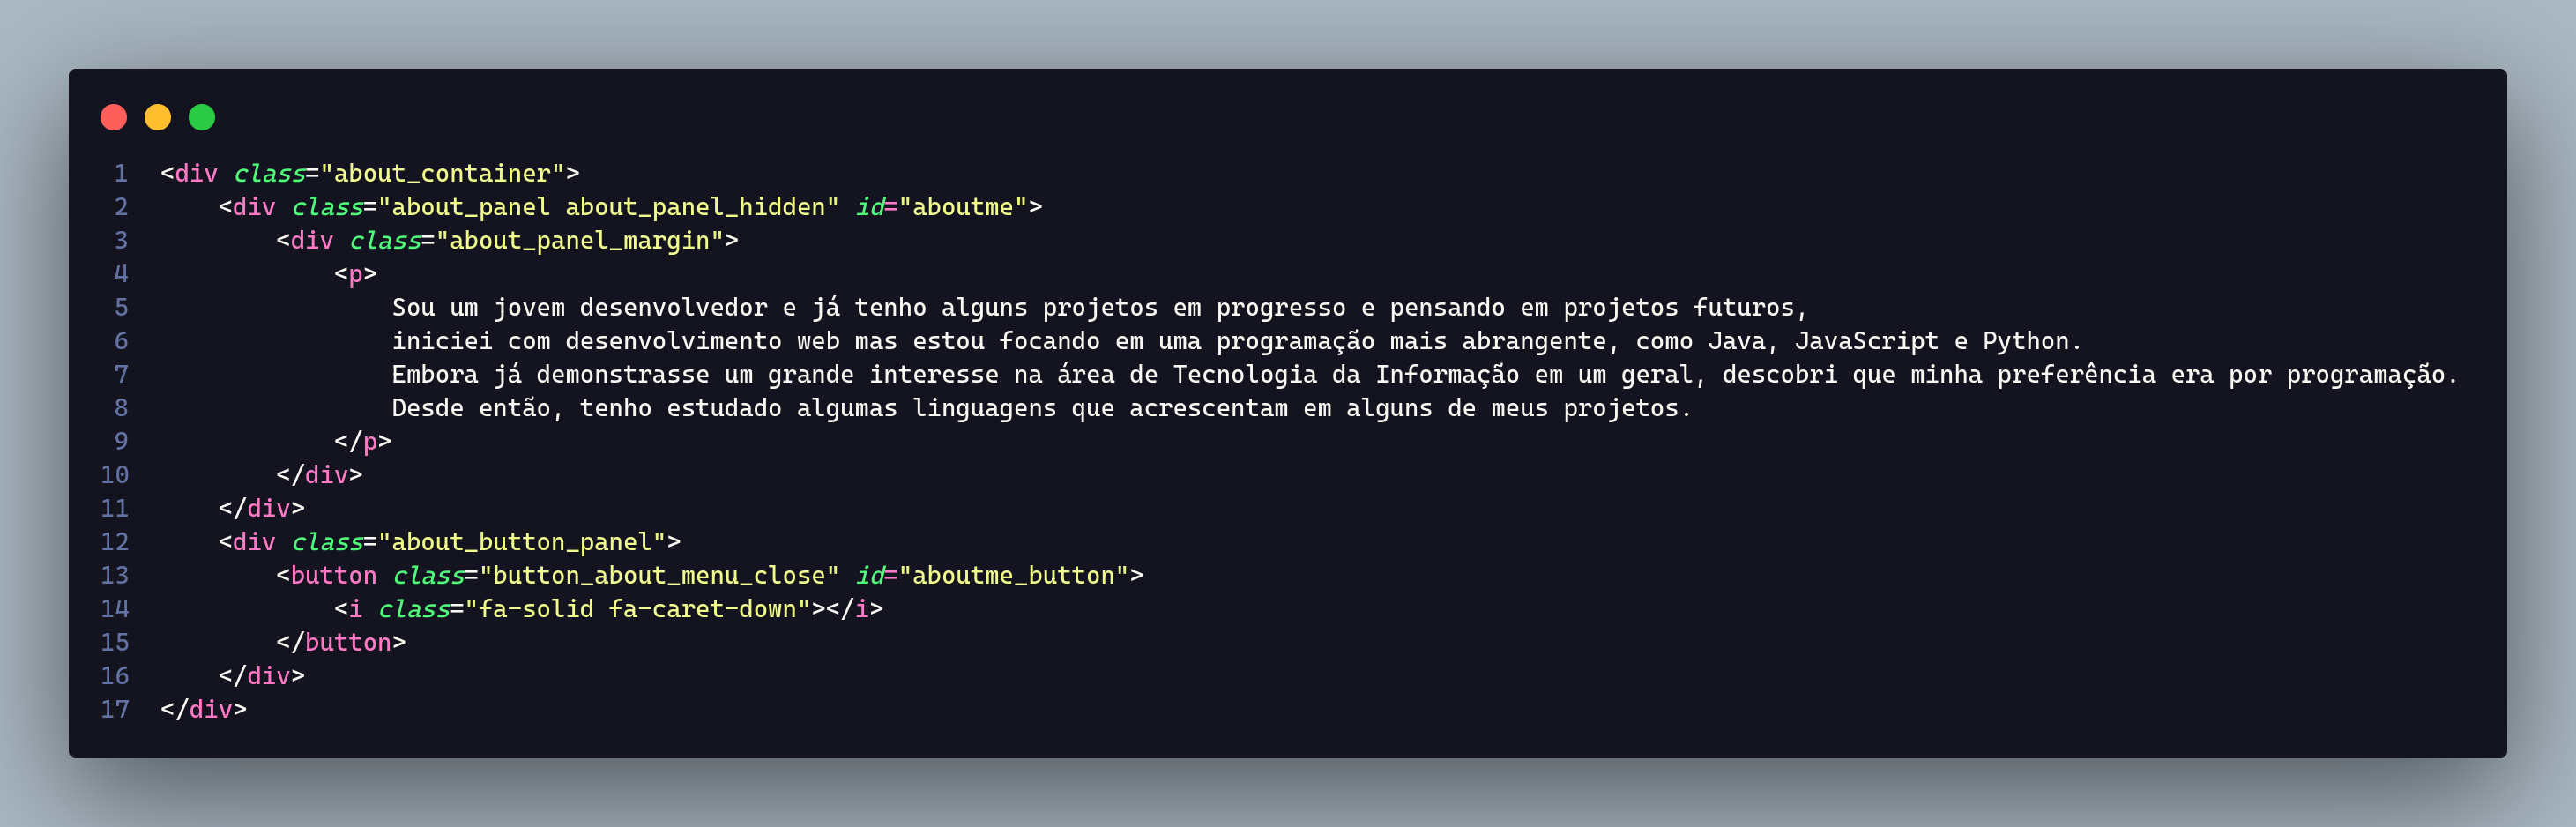 1 <div class="about_container">
2     <div class="about_panel about_panel_hidden" id="aboutme">
3         <div class="about_panel_margin">
4             <p>
5                 Sou um jovem desenvolvedor e já tenho alguns projetos em progresso e pensando em projetos futuros,
6                 iniciei com desenvolvimento web mas estou focando em uma programação mais abrangente, como Java, JavaScript e Python.
7                 Embora já demonstrasse um grande interesse na área de Tecnologia da Informação em um geral, descobri que minha preferência era por programação.
8                 Desde então, tenho estudado algumas linguagens que acrescentam em alguns de meus projetos.
9             </p>
10         </div>
11     </div>
12     <div class="about_button_panel">
13         <button class="button_about_menu_close" id="aboutme_button">
14             <i class="fa-solid fa-caret-down"></i>
15         </button>
16     </div>
17 </div>